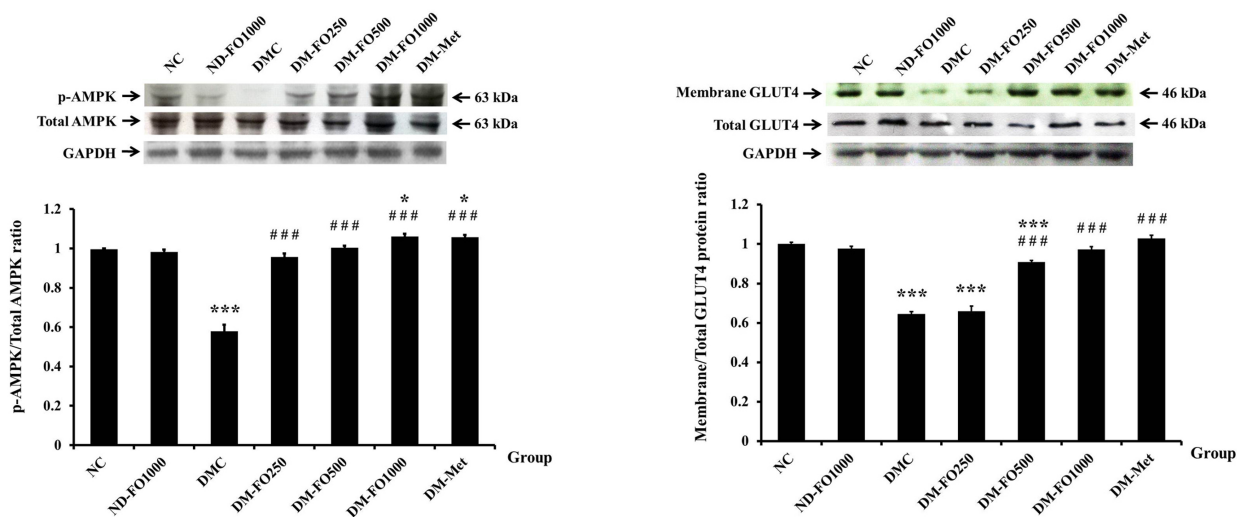 NC
ND-FO1000
DMC
DM-FO250
DM-FO500
DM-FO1000
DM-Met
p-AMPK
63 kDa
Total AMPK
63 kDa
GAPDH
p-AMPK/Total AMPK ratio
1.2
1
0.8
0.6
0.4
0.2
0
***
###
###
*
###
*
###
NC
ND-FO1000
DMC
DM-FO250
DM-FO500
DM-FO1000
DM-Met
Group
NC
ND-FO1000
DMC
DM-FO250
DM-FO500
DM-FO1000
DM-Met
Membrane GLUT4
46 kDa
Total GLUT4
46 kDa
GAPDH
Membrane/Total GLUT4 protein ratio
1.2
1
0.8
0.6
0.4
0.2
0
***
***
***
###
###
###
NC
ND-FO1000
DMC
DM-FO250
DM-FO500
DM-FO1000
DM-Met
Group